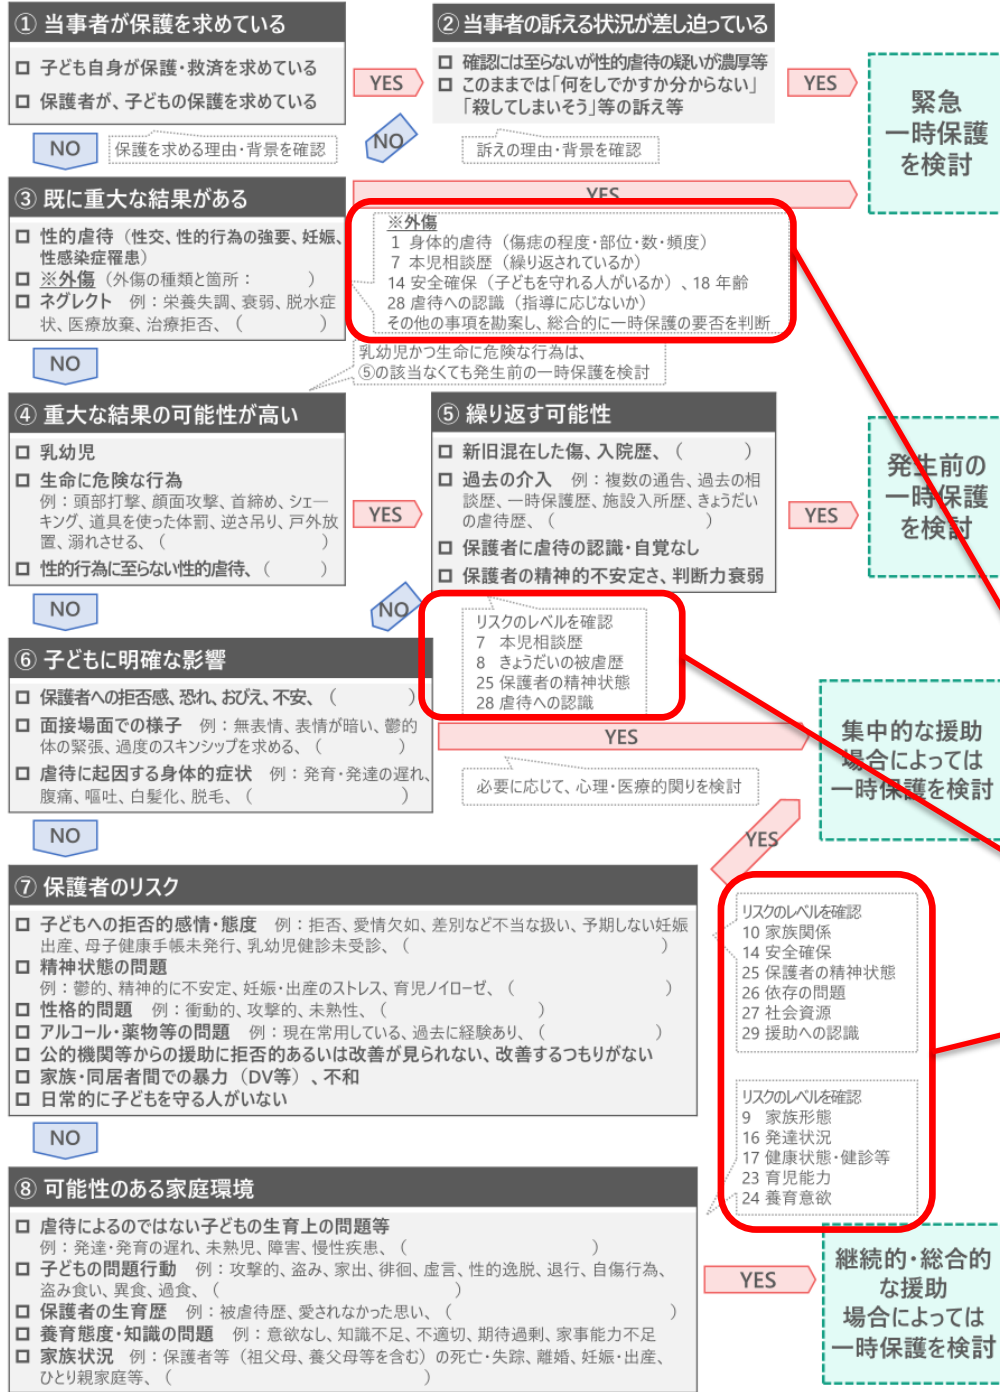 ① 当事者が保護を求めている
□ 子ども自身が保護・救済を求めている
□ 保護者が、子どもの保護を求めている
YES
② 当事者の訴える状況が差し迫っている
□ 確認には至らないが性的虐待の疑いが濃厚等
□ このままでは「何をしでかすか分からない」
「殺してしまいそう」等の訴え等
YES
緊急
一時保護
を検討
NO
保護を求める理由・背景を確認
NO
訴えの理由・背景を確認
③ 既に重大な結果がある
YES
□ 性的虐待（性交、性的行為の強要、妊娠、
性感染症罹患）
□ ※外傷（外傷の種類と箇所：　　　）
□ ネグレクト　例：栄養失調、衰弱、脱水症
状、医療放棄、治療拒否、（　　　）
※外傷
1 身体的虐待（傷痣の程度・部位・数・頻度）
7 本児相談歴（繰り返されているか）
14 安全確保（子どもを守れる人がいるか）、18 年齢
28 虐待への認識（指導に応じないか）
その他の事項を勘案し、総合的に一時保護の要否を判断
NO
乳幼児かつ生命に危険な行為は、
⑤の該当なくても発生前の一時保護を検討
④ 重大な結果の可能性が高い
□ 乳幼児
□ 生命に危険な行為
例：頭部打撃、顔面攻撃、首締め、シェー
キング、道具を使った体罰、逆さ吊り、戸外放
置、溺れさせる、（　　　）
□ 性的行為に至らない性的虐待、（　　　）
YES
⑤ 繰り返す可能性
□ 新旧混在した傷、入院歴、（　　　）
□ 過去の介入　例：複数の通告、過去の相
談歴、一時保護歴、施設入所歴、きょうだい
の虐待歴、（　　　）
□ 保護者に虐待の認識・自覚なし
□ 保護者の精神的不安定さ、判断力衰弱
YES
発生前の
一時保護
を検討
NO
NO
リスクのレベルを確認
7 本児相談歴
8 きょうだいの被虐歴
25 保護者の精神状態
28 虐待への認識
⑥ 子どもに明確な影響
□ 保護者への拒否感、恐れ、おびえ、不安、（　　　）
□ 面接場面での様子　例：無表情、表情が暗い、鬱的
体の緊張、過度のスキンシップを求める、（　　　）
□ 虐待に起因する身体的症状　例：発育・発達の遅れ、
腹痛、嘔吐、白髪化、脱毛、（　　　）
YES
必要に応じて、心理・医療的関りを検討
集中的な援助
場合によっては
一時保護を検討
NO
YES
⑦ 保護者のリスク
□ 子どもへの拒否的感情・態度　例：拒否、愛情欠如、差別など不当な扱い、予期しない妊娠
出産、母子健康手帳未発行、乳幼児健診未受診、（　　　）
□ 精神状態の問題
例：鬱的、精神的に不安定、妊娠・出産のストレス、育児ノイローゼ、（　　　）
□ 性格的問題　例：衝動的、攻撃的、未熟性、（　　　）
□ アルコール・薬物等の問題　例：現在常用している、過去に経験あり、（　　　）
□ 公的機関等からの援助に拒否的あるいは改善が見られない、改善するつもりがない
□ 家族・同居者間での暴力（DV等）、不和
□ 日常的に子どもを守る人がいない
リスクのレベルを確認
10 家族関係
14 安全確保
25 保護者の精神状態
26 依存の問題
27 社会資源
29 援助への認識
NO
リスクのレベルを確認
9 家族形態
16 発達状況
17 健康状態・健診等
23 育児能力
24 養育意欲
⑧ 可能性のある家庭環境
□ 虐待によるのではない子どもの生育上の問題等
例：発達・発育の遅れ、未熟児、障害、慢性疾患、（　　　）
□ 子どもの問題行動　例：攻撃的、盗み、家出、徘徊、虚言、性的逸脱、退行、自傷行為、
盗み食い、異食、過食、（　　　）
□ 保護者の生育歴　例：被虐待歴、愛されなかった思い、（　　　）
□ 養育態度・知識の問題　例：意欲なし、知識不足、不適切、期待過剰、家事能力不足
□ 家族状況　例：保護者等（祖父母、養父母等を含む）の死亡・失踪、離婚、妊娠・出産、
ひとり親家庭等、（　　　）
YES
継続的・総合的
な援助
場合によっては
一時保護を検討